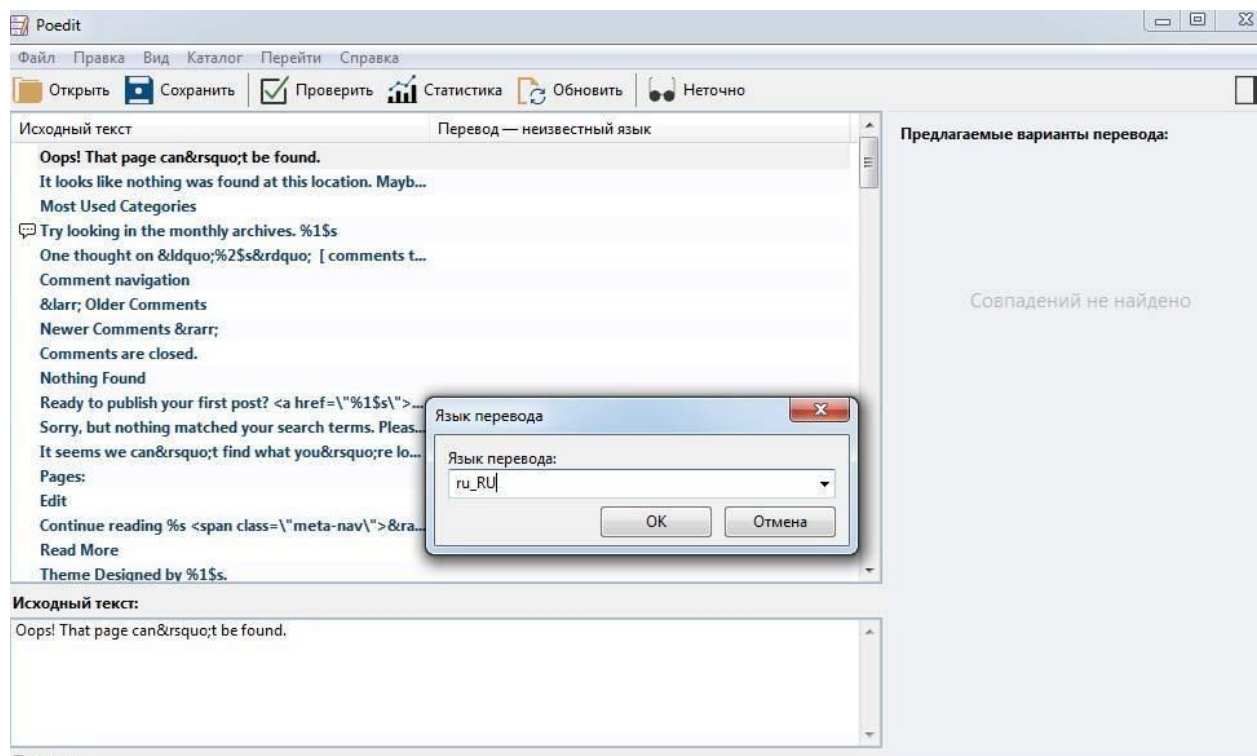 Poedit
Файл Правка Вид Каталог Перейти Справка
Открыть Сохранить Проверить Статистика Обновить Неточно
Исходный текст Перевод — неизвестный язык
Предлагаемые варианты перевода:
Oops! That page can&rsquo;t be found.
It looks like nothing was found at this location. Mayb...
Most Used Categories
Try looking in the monthly archives. %1$s
One thought on &ldquo;%2$s&rdquo; [ comments t...
Comment navigation
&larr; Older Comments
Совпадений не найдено
Newer Comments &rarr;
Comments are closed.
Nothing Found
Ready to publish your first post? <a href=\"%1$s\">...
Sorry, but nothing matched your search terms. Pleas...
It seems we can&rsquo;t find what you&rsquo;re lo...
Pages:
Edit
Continue reading %s <span class=\"meta-nav\">&ra...
Read More
Theme Designed by %1$s.
Язык перевода
Язык перевода:
ru_RU
OK Отмена
Исходный текст:
Oops! That page can&rsquo;t be found.